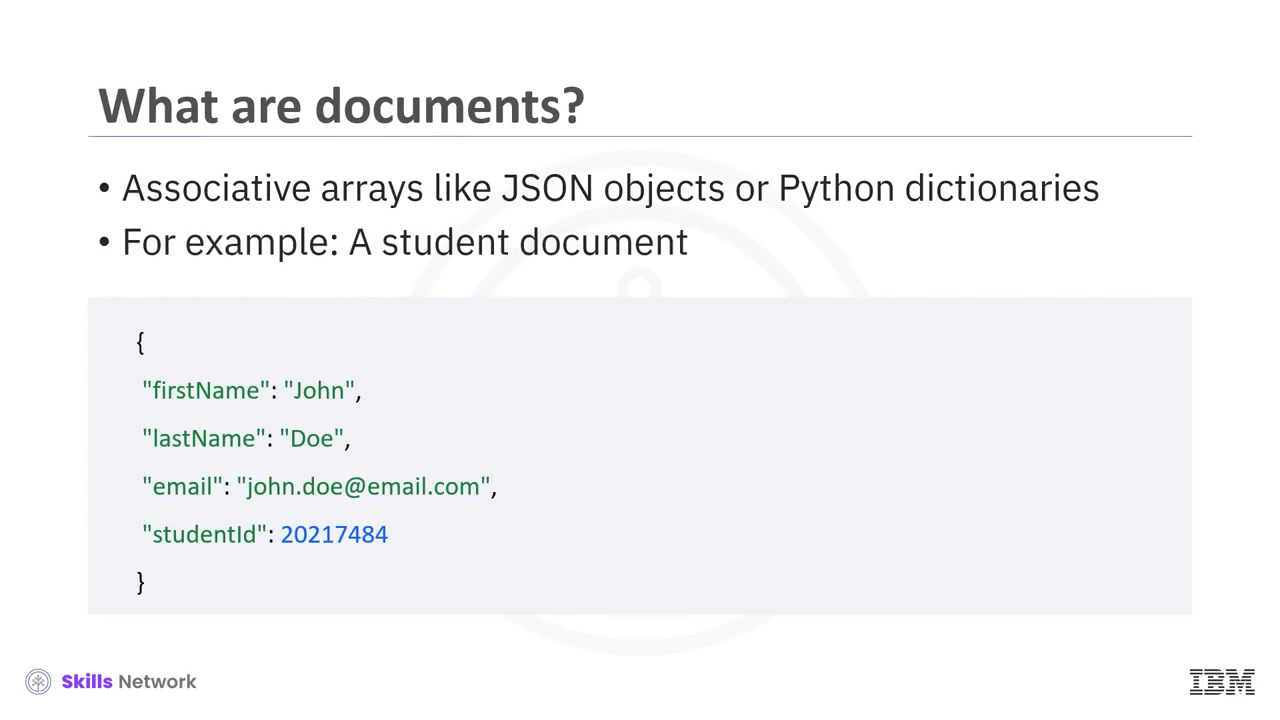 What are documents?
• Associative arrays like JSON objects or Python dictionaries
• For example: A student document
{
"firstName": "John",
"lastName": "Doe",
"email": "john.doe@email.com",
"studentId": 20217484
}
Skills Network
IBM